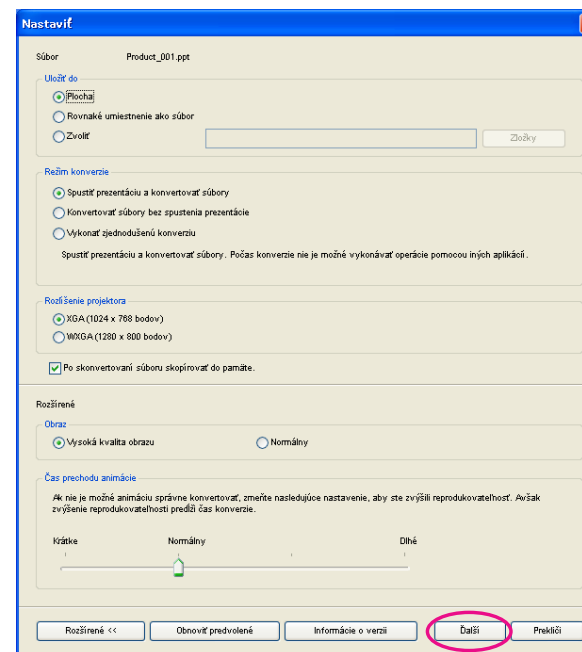 Nastaviť
Súbor Product_001.ppt
Uložiť do
Plocha
Rovnaké umiestnenie ako súbor
Zvoliť Zložky
Režim konverzie
Spustiť prezentáciu a konvertovať súbory
Konvertovať súbory bez spustenia prezentácie
Vykonať zjednodušenú konverziu
Spustiť prezentáciu a konvertovať súbory. Počas konverzie nie je možné vykonávať operácie pomocou iných aplikácií.
Rozlíšenie projektora
XGA (1024 x 768 bodov)
WXGA (1280 x 800 bodov)
Po skonvertovaní súboru skopírovať do pamäte.
Rozšírené
Obraz
Vysoká kvalita obrazu Normálny
Čas prechodu animácie
Ak nie je možné animáciu správne konvertovať, zmeňte nasledujúce nastavenie, aby ste zvýšili reprodukovateľnosť. Avšak
zvýšenie reprodukovateľnosti predĺži čas konverzie.
Krátke Normálny Dlhé
Rozšírené << Obnoviť predvolené Informácie o verzii Ďalší Prekliči